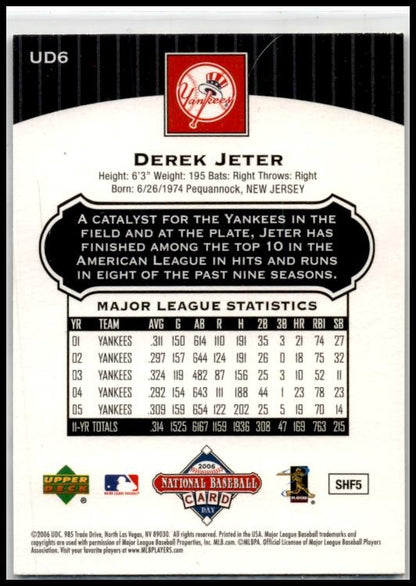 UD6
Yankees
DEREK JETER
Height: 6'3" Weight: 195 Bats: Right Throws: Right
Born: 6/26/1974 Pequannock, NEW JERSEY
A CATALYST FOR THE YANKEES IN THE
FIELD AND AT THE PLATE, JETER HAS
FINISHED AMONG THE TOP 10 IN THE
AMERICAN LEAGUE IN HITS AND RUNS
IN EIGHT OF THE PAST NINE SEASONS.
MAJOR LEAGUE STATISTICS
YR TEAM AVG G AB R H 2B 3B HR RBI SB
01 YANKEES .311 150 614 110 191 35 3 21 74 27
02 YANKEES .297 157 644 124 191 26 0 18 75 32
03 YANKEES .324 119 482 87 156 25 3 10 52 11
04 YANKEES .292 154 643 111 188 44 1 23 78 23
05 YANKEES .309 159 654 122 202 25 5 19 70 14
11-YR TOTALS .314 1525 6167 1159 1936 308 47 169 763 215
UPPER DECK
2006
NATIONAL BASEBALL
CARD
DAY
SHF5
©2006 UDC. 985 Trade Drive, North Las Vegas, NV 89030. All rights reserved. Printed in USA. Major League Baseball trademarks and
copyrights are used with permission of Major League Baseball Properties, Inc. MLB.com. ©MLBPA. Official Licensee of Major League Baseball Players
Association. Visit your favorite players at www.MLBPLAYERS.com